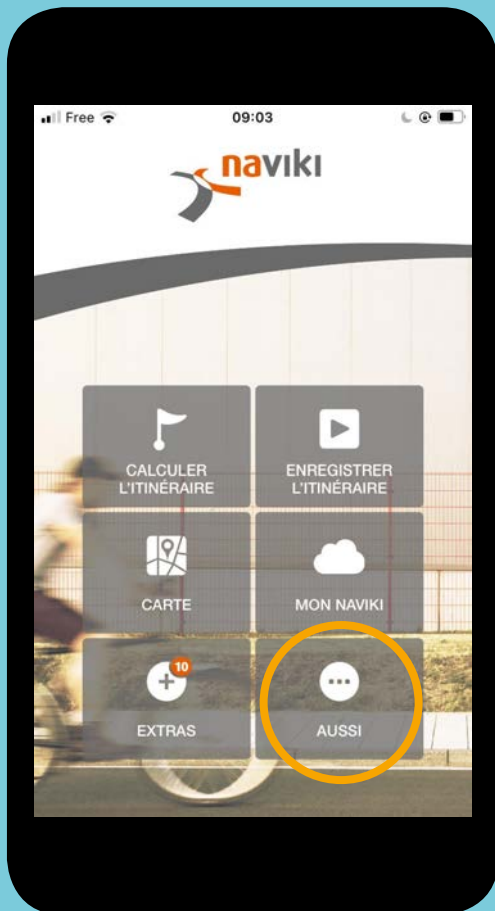 Free
09:03
naviki
CALCULER
L'ITINÉRAIRE
ENREGISTRER
L'ITINÉRAIRE
CARTE
MON NAVIKI
10
EXTRAS
AUSSI